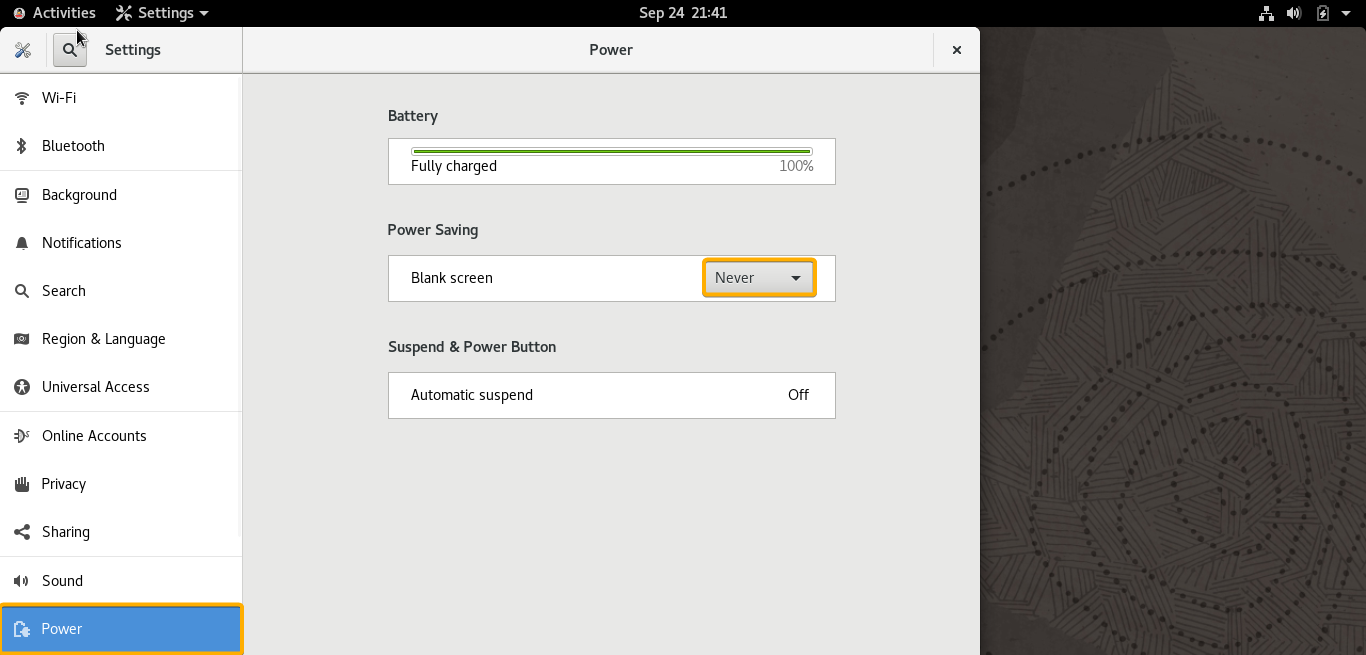 Activities Settings Sep 24 21:41
Settings Power
Wi-Fi
Bluetooth
Background
Notifications
Search
Region & Language
Universal Access
Online Accounts
Privacy
Sharing
Sound
Power
Battery
Fully charged 100%
Power Saving
Blank screen Never
Suspend & Power Button
Automatic suspend Off